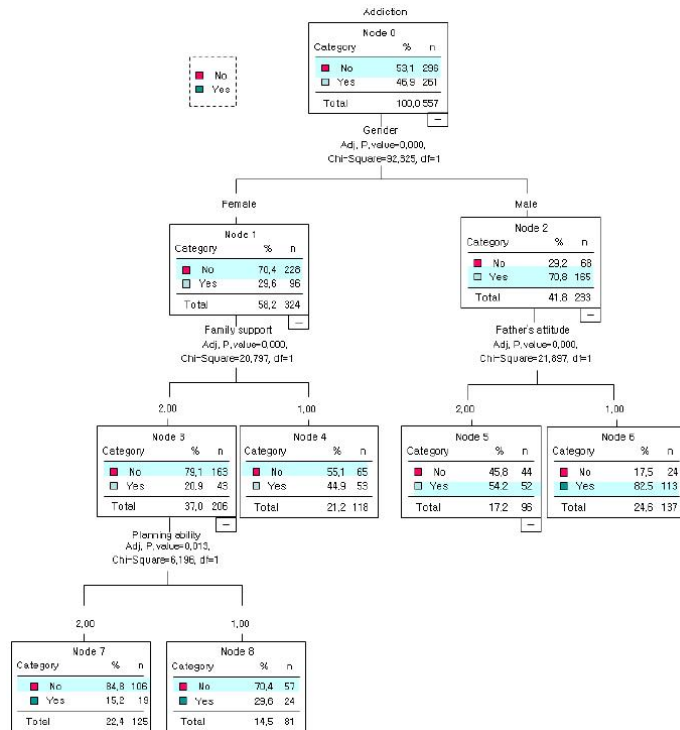 Addiction
Node 0
Category % n
No 53,1 296
Yes 46,9 261
Total 100,0 557
No
Yes
Gender
Adj, P,value=0,000,
Chi-Square=92,625, df=1
Female
Male
Node 1
Category % n
No 70,4 228
Yes 29,6 96
Total 58,2 324
Node 2
Category % n
No 29,2 68
Yes 70,8 165
Total 41,8 233
Family support
Adj, P,value=0,000,
Chi-Square=20,797, df=1
Father's attitude
Adj, P,value=0,000,
Chi-Square=21,897, df=1
2,00
1,00
2,00
1,00
Node 3
Category % n
No 79,1 163
Yes 20,9 43
Total 37,0 206
Node 4
Category % n
No 55,1 65
Yes 44,9 53
Total 21,2 118
Node 5
Category % n
No 45,8 44
Yes 54,2 52
Total 17,2 96
Node 6
Category % n
No 17,5 24
Yes 82,5 113
Total 24,6 137
Planning ability
Adj, P,value=0,013,
Chi-Square=6,196, df=1
2,00
1,00
Node 7
Category % n
No 84,8 106
Yes 15,2 19
Total 22,4 125
Node 8
Category % n
No 70,4 57
Yes 29,6 24
Total 14,5 81